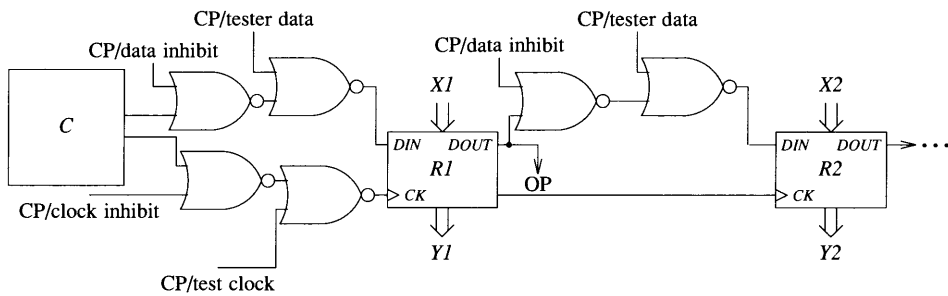 CP/tester data
CP/data inhibit
CP/tester data
CP/data inhibit
X1
X2
C
DIN
DOUT
R1
CK
OP
DIN
DOUT
R2
CK
CP/clock inhibit
Y1
Y2
CP/test clock